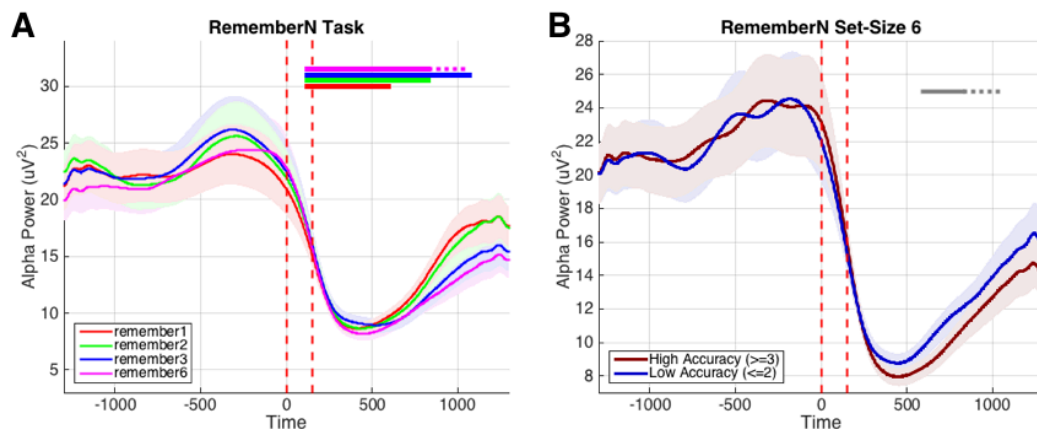 A
RememberN Task
Alpha Power (uV²)
30
25
20
15
10
5
remember1
remember2
remember3
remember6
-1000
-500
0
500
1000
Time
B
RememberN Set-Size 6
Alpha Power (uV²)
28
26
24
22
20
18
16
14
12
10
8
High Accuracy (>=3)
Low Accuracy (<=2)
-1000
-500
0
500
1000
Time